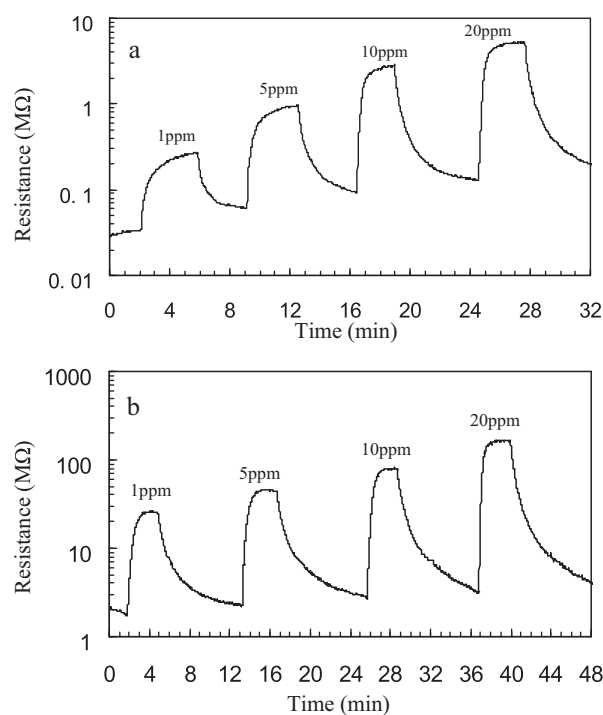 a
10
1
0.1
0. 01
Resistance (MΩ)
1ppm
5ppm
10ppm
20ppm
0 4 8 12 16 20 24 28 32
Time (min)
b
1000
100
10
1
Resistance (MΩ)
1ppm
5ppm
10ppm
20ppm
0 4 8 12 16 20 24 28 32 36 40 44 48
Time (min)